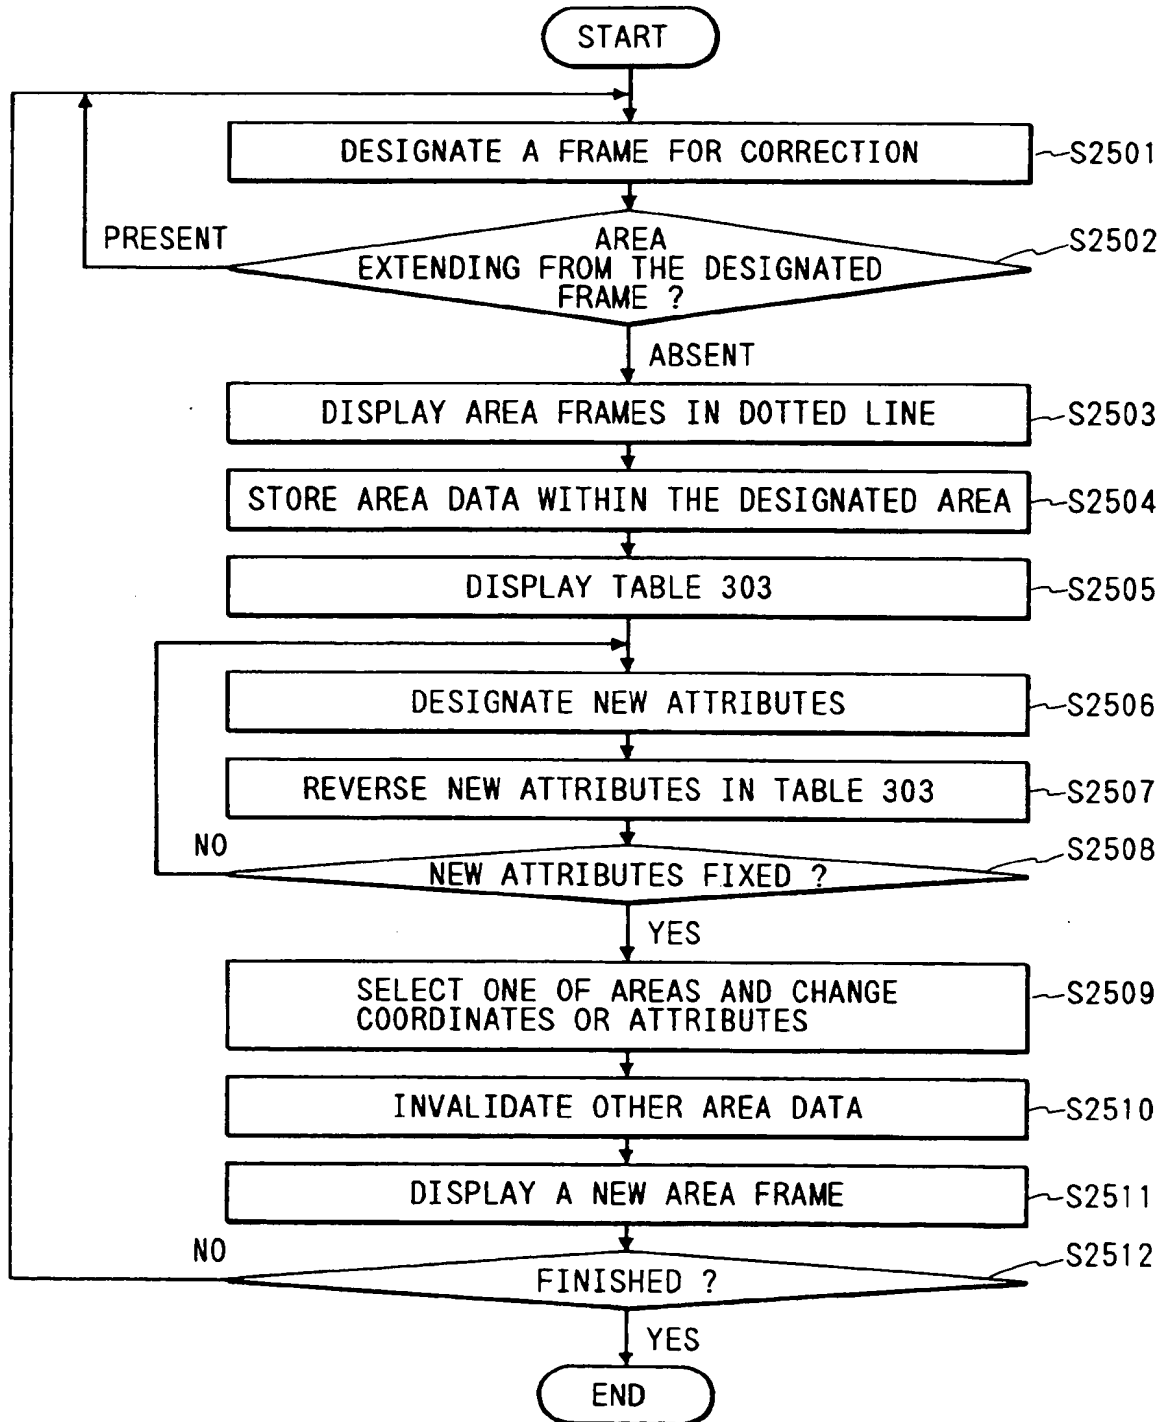 START
DESIGNATE A FRAME FOR CORRECTION
S2501
PRESENT
AREA
EXTENDING FROM THE DESIGNATED
FRAME ?
S2502
ABSENT
DISPLAY AREA FRAMES IN DOTTED LINE
S2503
STORE AREA DATA WITHIN THE DESIGNATED AREA
S2504
DISPLAY TABLE 303
S2505
DESIGNATE NEW ATTRIBUTES
S2506
REVERSE NEW ATTRIBUTES IN TABLE 303
S2507
NO
NEW ATTRIBUTES FIXED ?
S2508
YES
SELECT ONE OF AREAS AND CHANGE
COORDINATES OR ATTRIBUTES
S2509
INVALIDATE OTHER AREA DATA
S2510
DISPLAY A NEW AREA FRAME
S2511
NO
FINISHED ?
S2512
YES
END